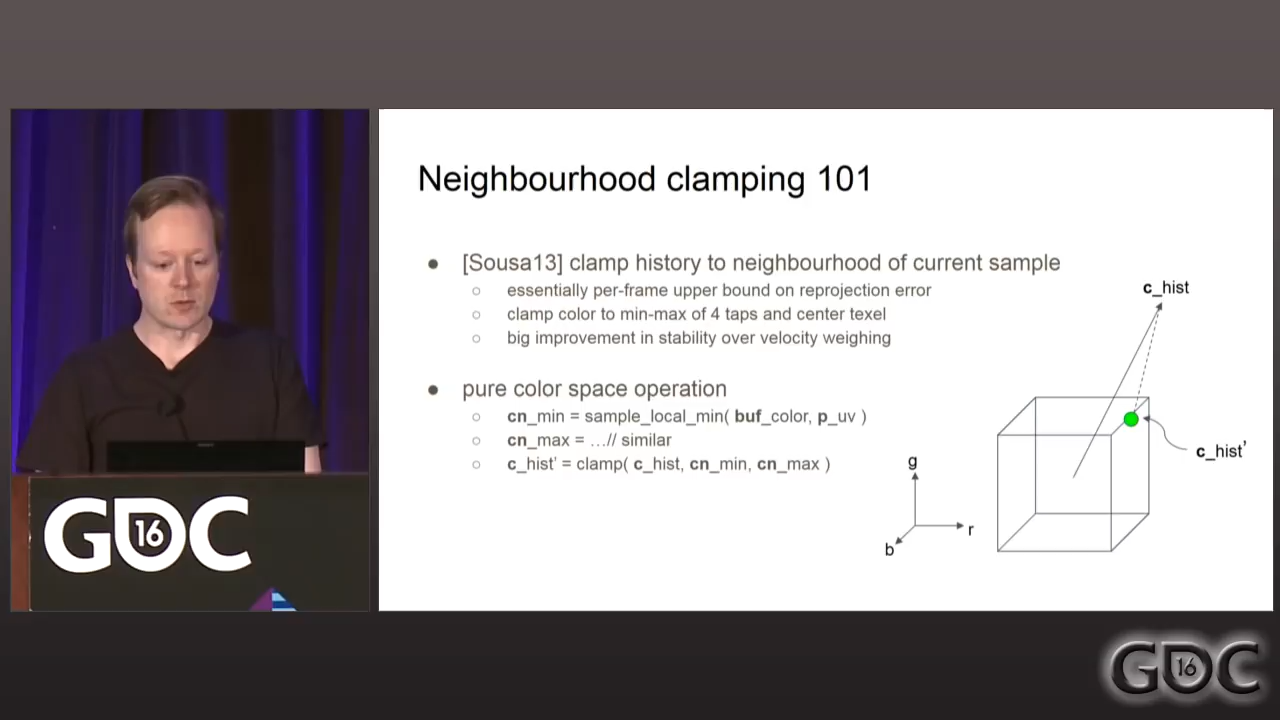 Neighbourhood clamping 101
● [Sousa13] clamp history to neighbourhood of current sample
○ essentially per-frame upper bound on reprojection error
○ clamp color to min-max of 4 taps and center texel
○ big improvement in stability over velocity weighing
● pure color space operation
○ cn_min = sample_local_min( buf_color, p_uv )
○ cn_max = …// similar
○ c_hist' = clamp( c_hist, cn_min, cn_max )
c_hist
c_hist'
g
r
b
GDC
16
GDC
16